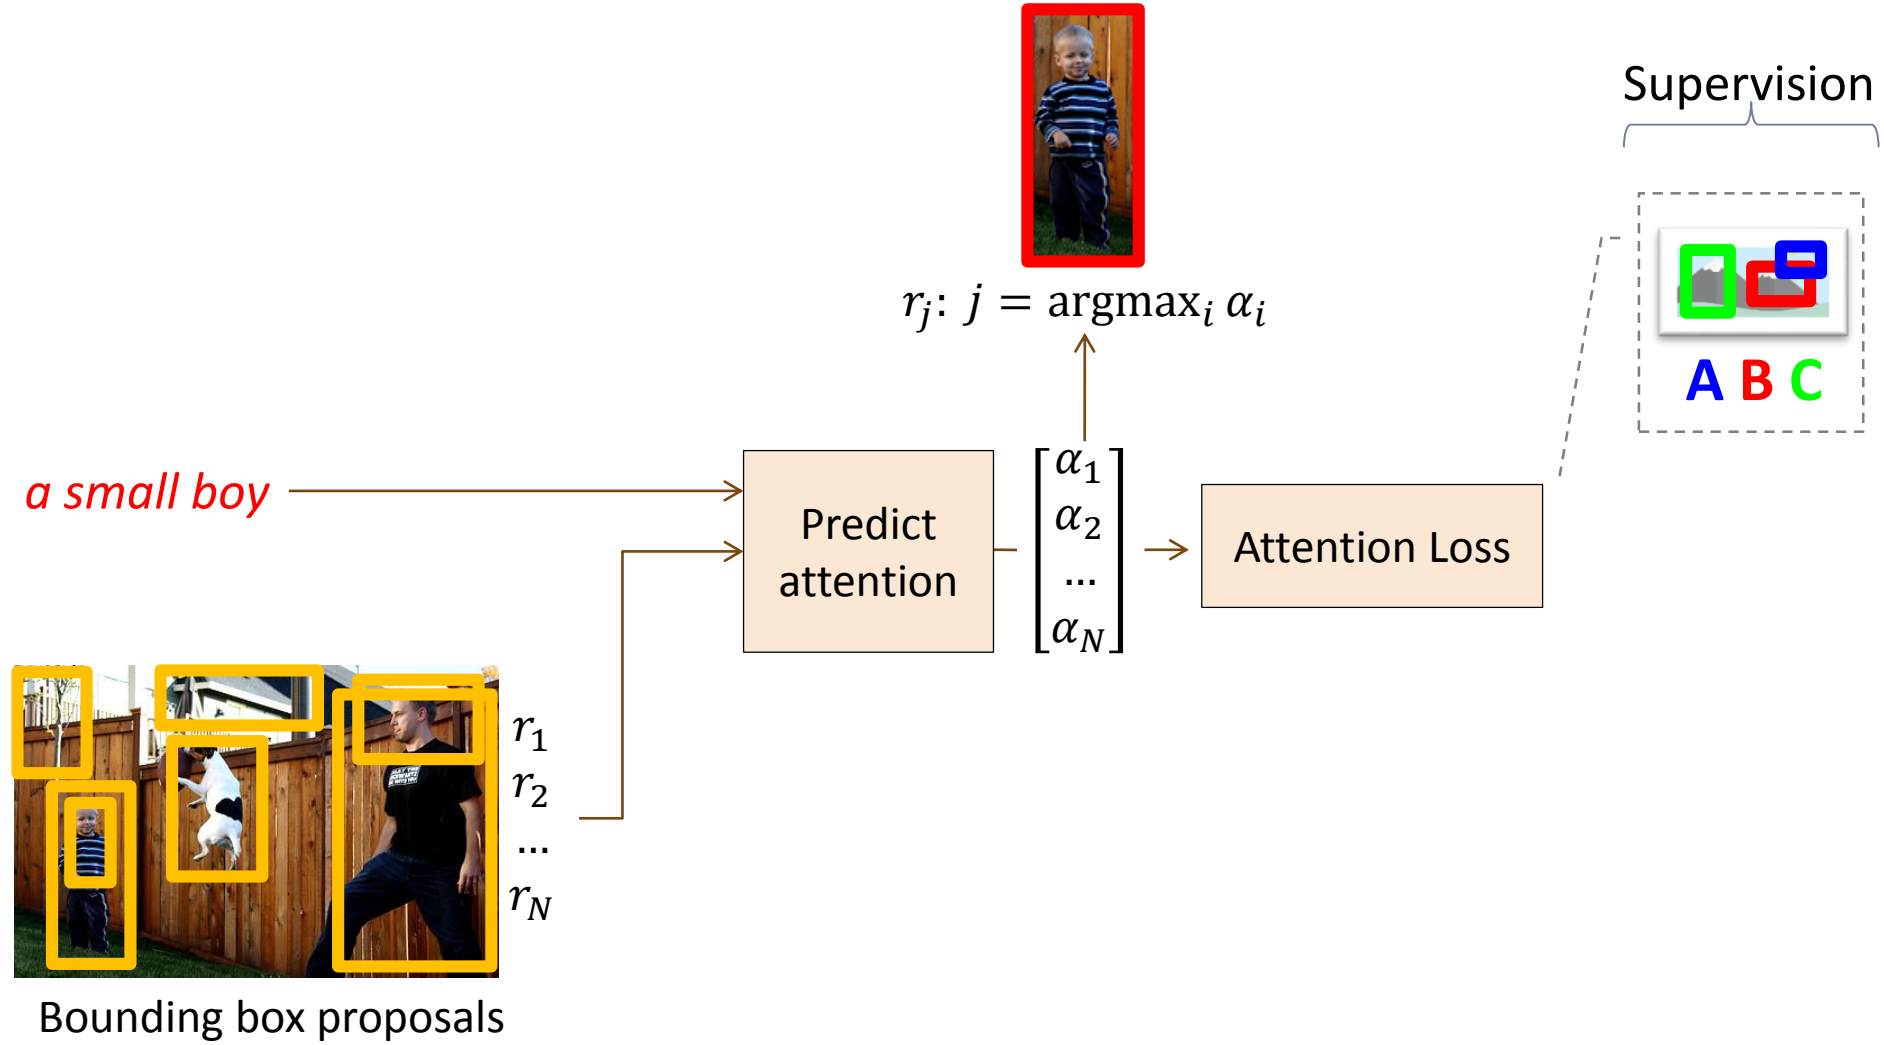 Supervision
r_j: j = argmax_i α_i
A B C
a small boy
Predict
attention
α_1
α_2
...
α_N
Attention Loss
r_1
r_2
...
r_N
Bounding box proposals